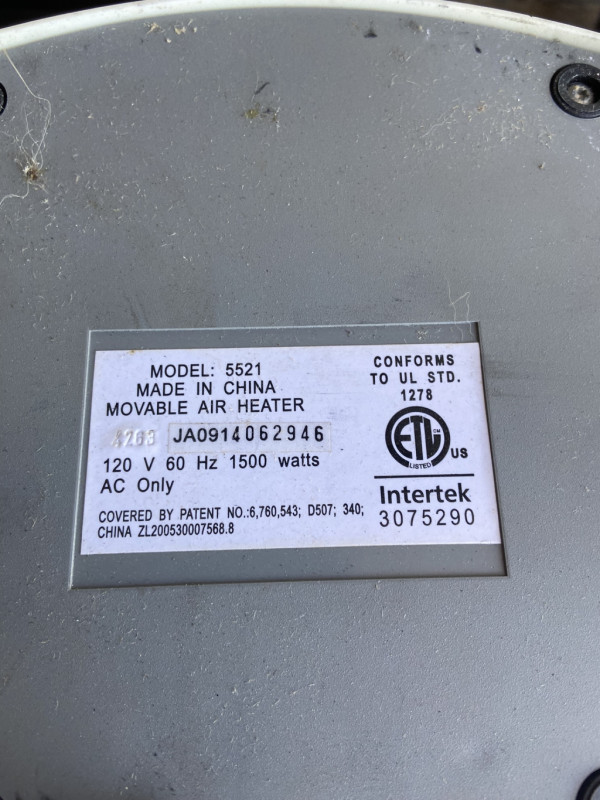 MODEL: 5521
MADE IN CHINA
MOVABLE AIR HEATER
JA0914062946
120 V 60 Hz 1500 watts
AC Only
COVERED BY PATENT NO.:6,760,543; D507; 340;
CHINA ZL200530007568.8
CONFORMS
TO UL STD.
1278
ETL
CM
LISTED
US
Intertek
3075290